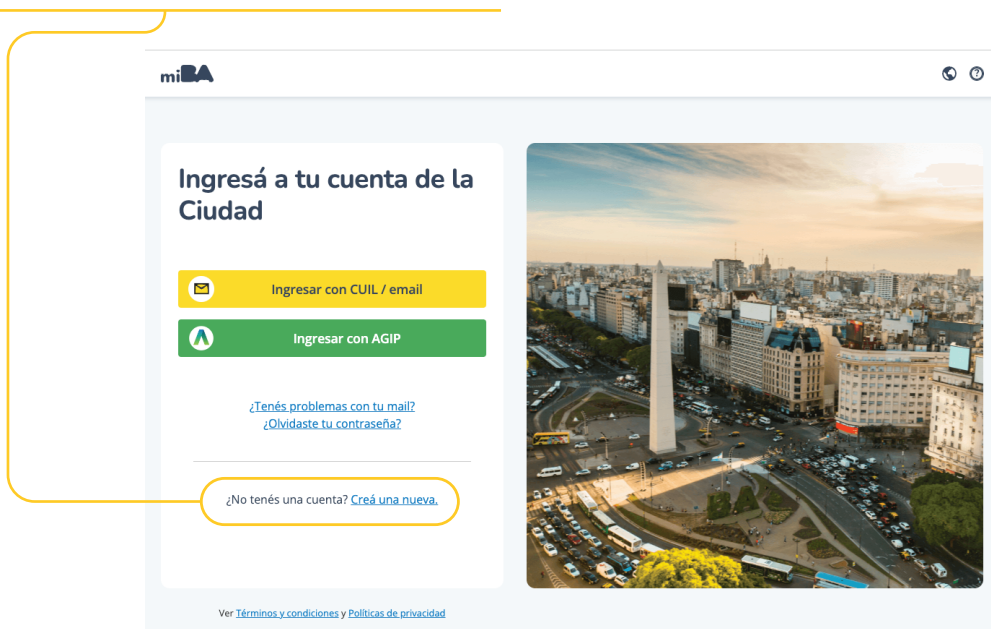 miBA
Ingresá a tu cuenta de la
Ciudad
Ingresar con CUIL / email
Ingresar con AGIP
¿Tenés problemas con tu mail?
¿Olvidaste tu contraseña?
¿No tenés una cuenta? Creá una nueva.
Ver Términos y condiciones y Políticas de privacidad